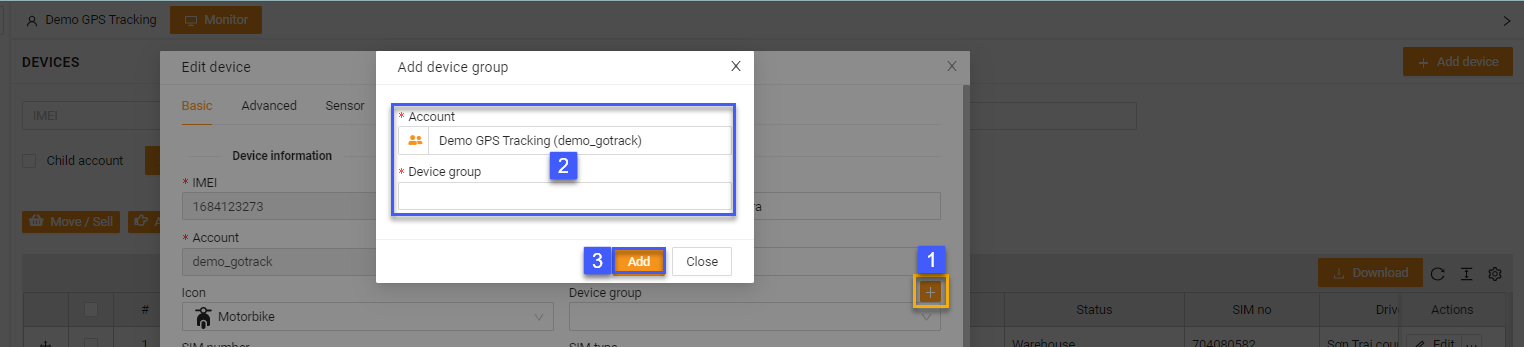 Demo GPS Tracking Monitor
DEVICES
Add device
Edit device
X
Add device group
X
Basic Advanced Sensor
IMEI
* Account
Demo GPS Tracking (demo_gotrack)
2
* Device group
Child account
Device information
* IMEI
1684123273
Move / Sell
* Account
demo_gotrack
3 Add Close
1
Download
Icon
Motorbike
Device group
+
# Status SIM no Actions
1 Warehouse 704080582 Edit ...
SIM number SIM type